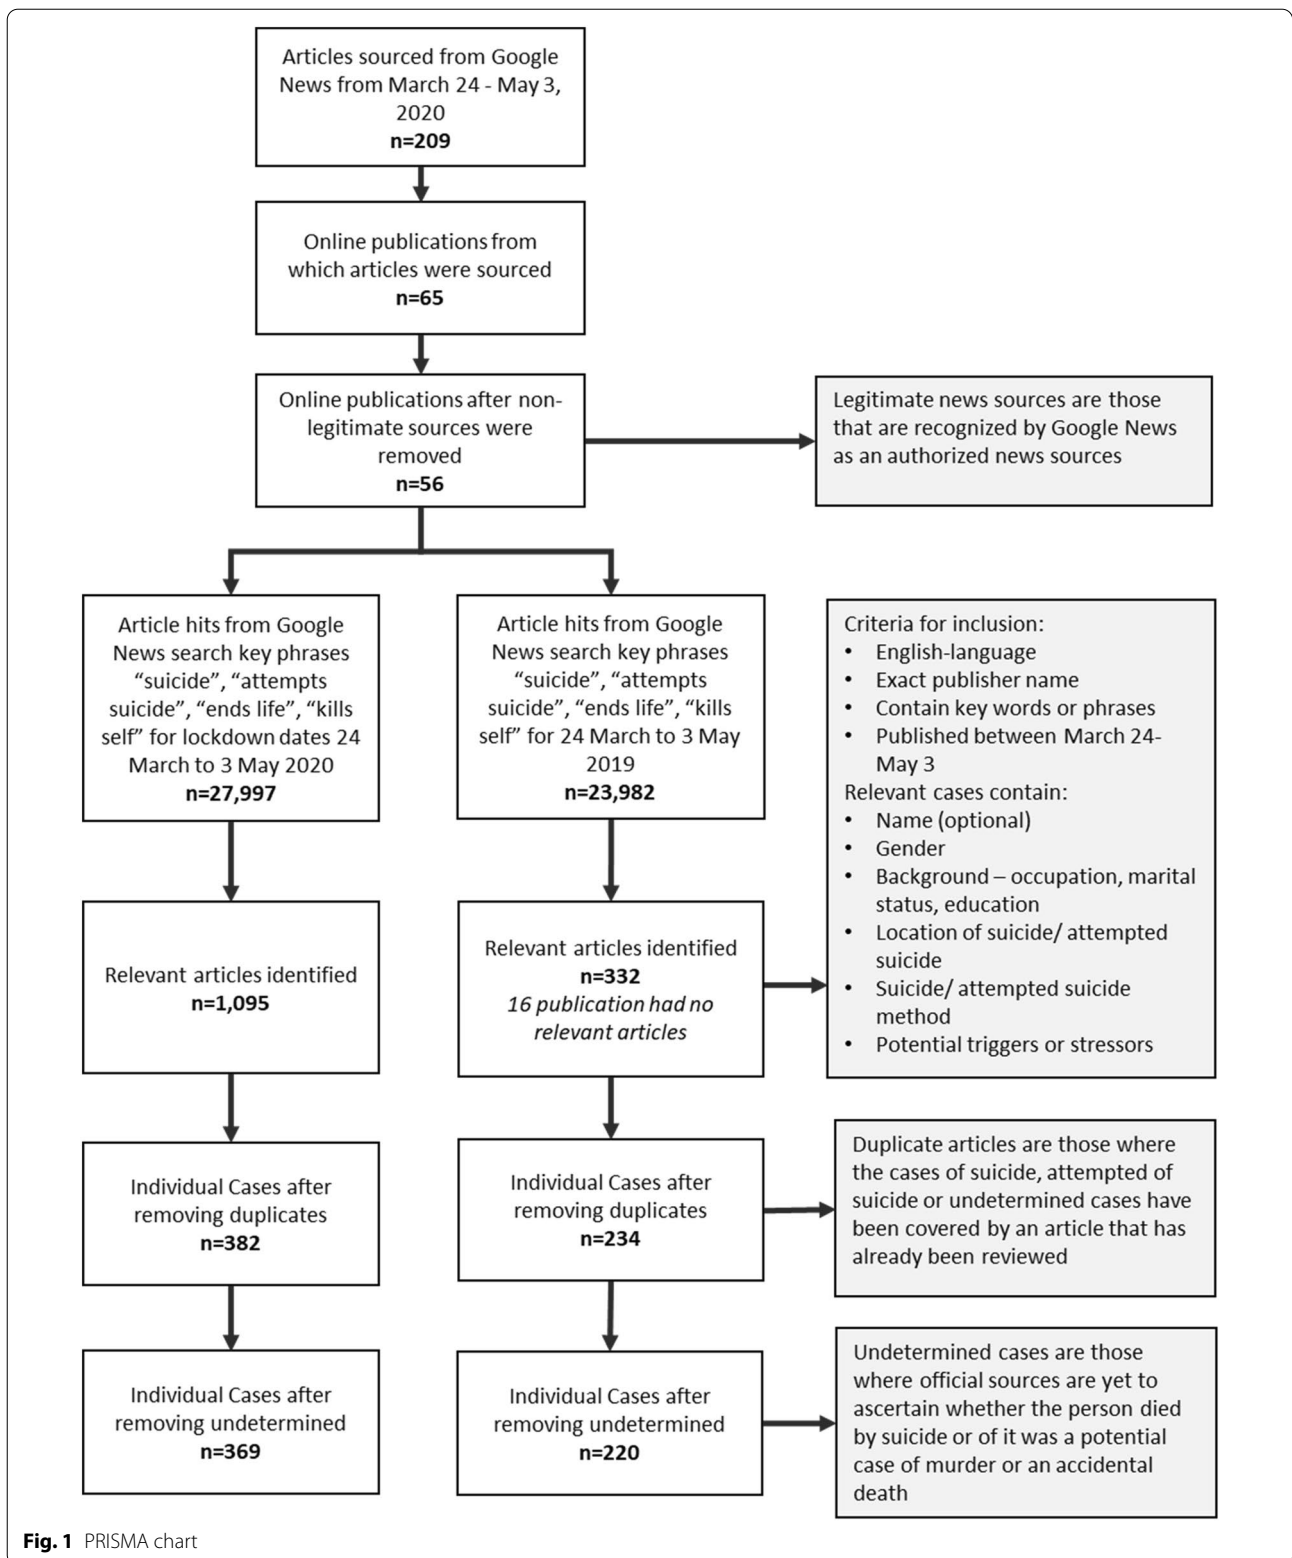 Articles sourced from Google
News from March 24 - May 3,
2020
n=209
Online publications from
which articles were sourced
n=65
Online publications after non-
legitimate sources were
removed
n=56
Legitimate news sources are those
that are recognized by Google News
as an authorized news sources
Article hits from Google
News search key phrases
“suicide”, “attempts
suicide”, “ends life”, “kills
self” for lockdown dates 24
March to 3 May 2020
n=27,997
Article hits from Google
News search key phrases
“suicide”, “attempts
suicide”, “ends life”, “kills
self” for 24 March to 3 May
2019
n=23,982
Criteria for inclusion:
• English-language
• Exact publisher name
• Contain key words or phrases
• Published between March 24-
May 3
Relevant cases contain:
• Name (optional)
• Gender
• Background – occupation, marital
status, education
• Location of suicide/ attempted
suicide
• Suicide/ attempted suicide
method
• Potential triggers or stressors
Relevant articles identified
n=1,095
Relevant articles identified
n=332
16 publication had no
relevant articles
Individual Cases after
removing duplicates
n=382
Individual Cases after
removing duplicates
n=234
Duplicate articles are those where
the cases of suicide, attempted of
suicide or undetermined cases have
been covered by an article that has
already been reviewed
Individual Cases after
removing undetermined
n=369
Individual Cases after
removing undetermined
n=220
Undetermined cases are those
where official sources are yet to
ascertain whether the person died
by suicide or of it was a potential
case of murder or an accidental
death
Fig. 1 PRISMA chart